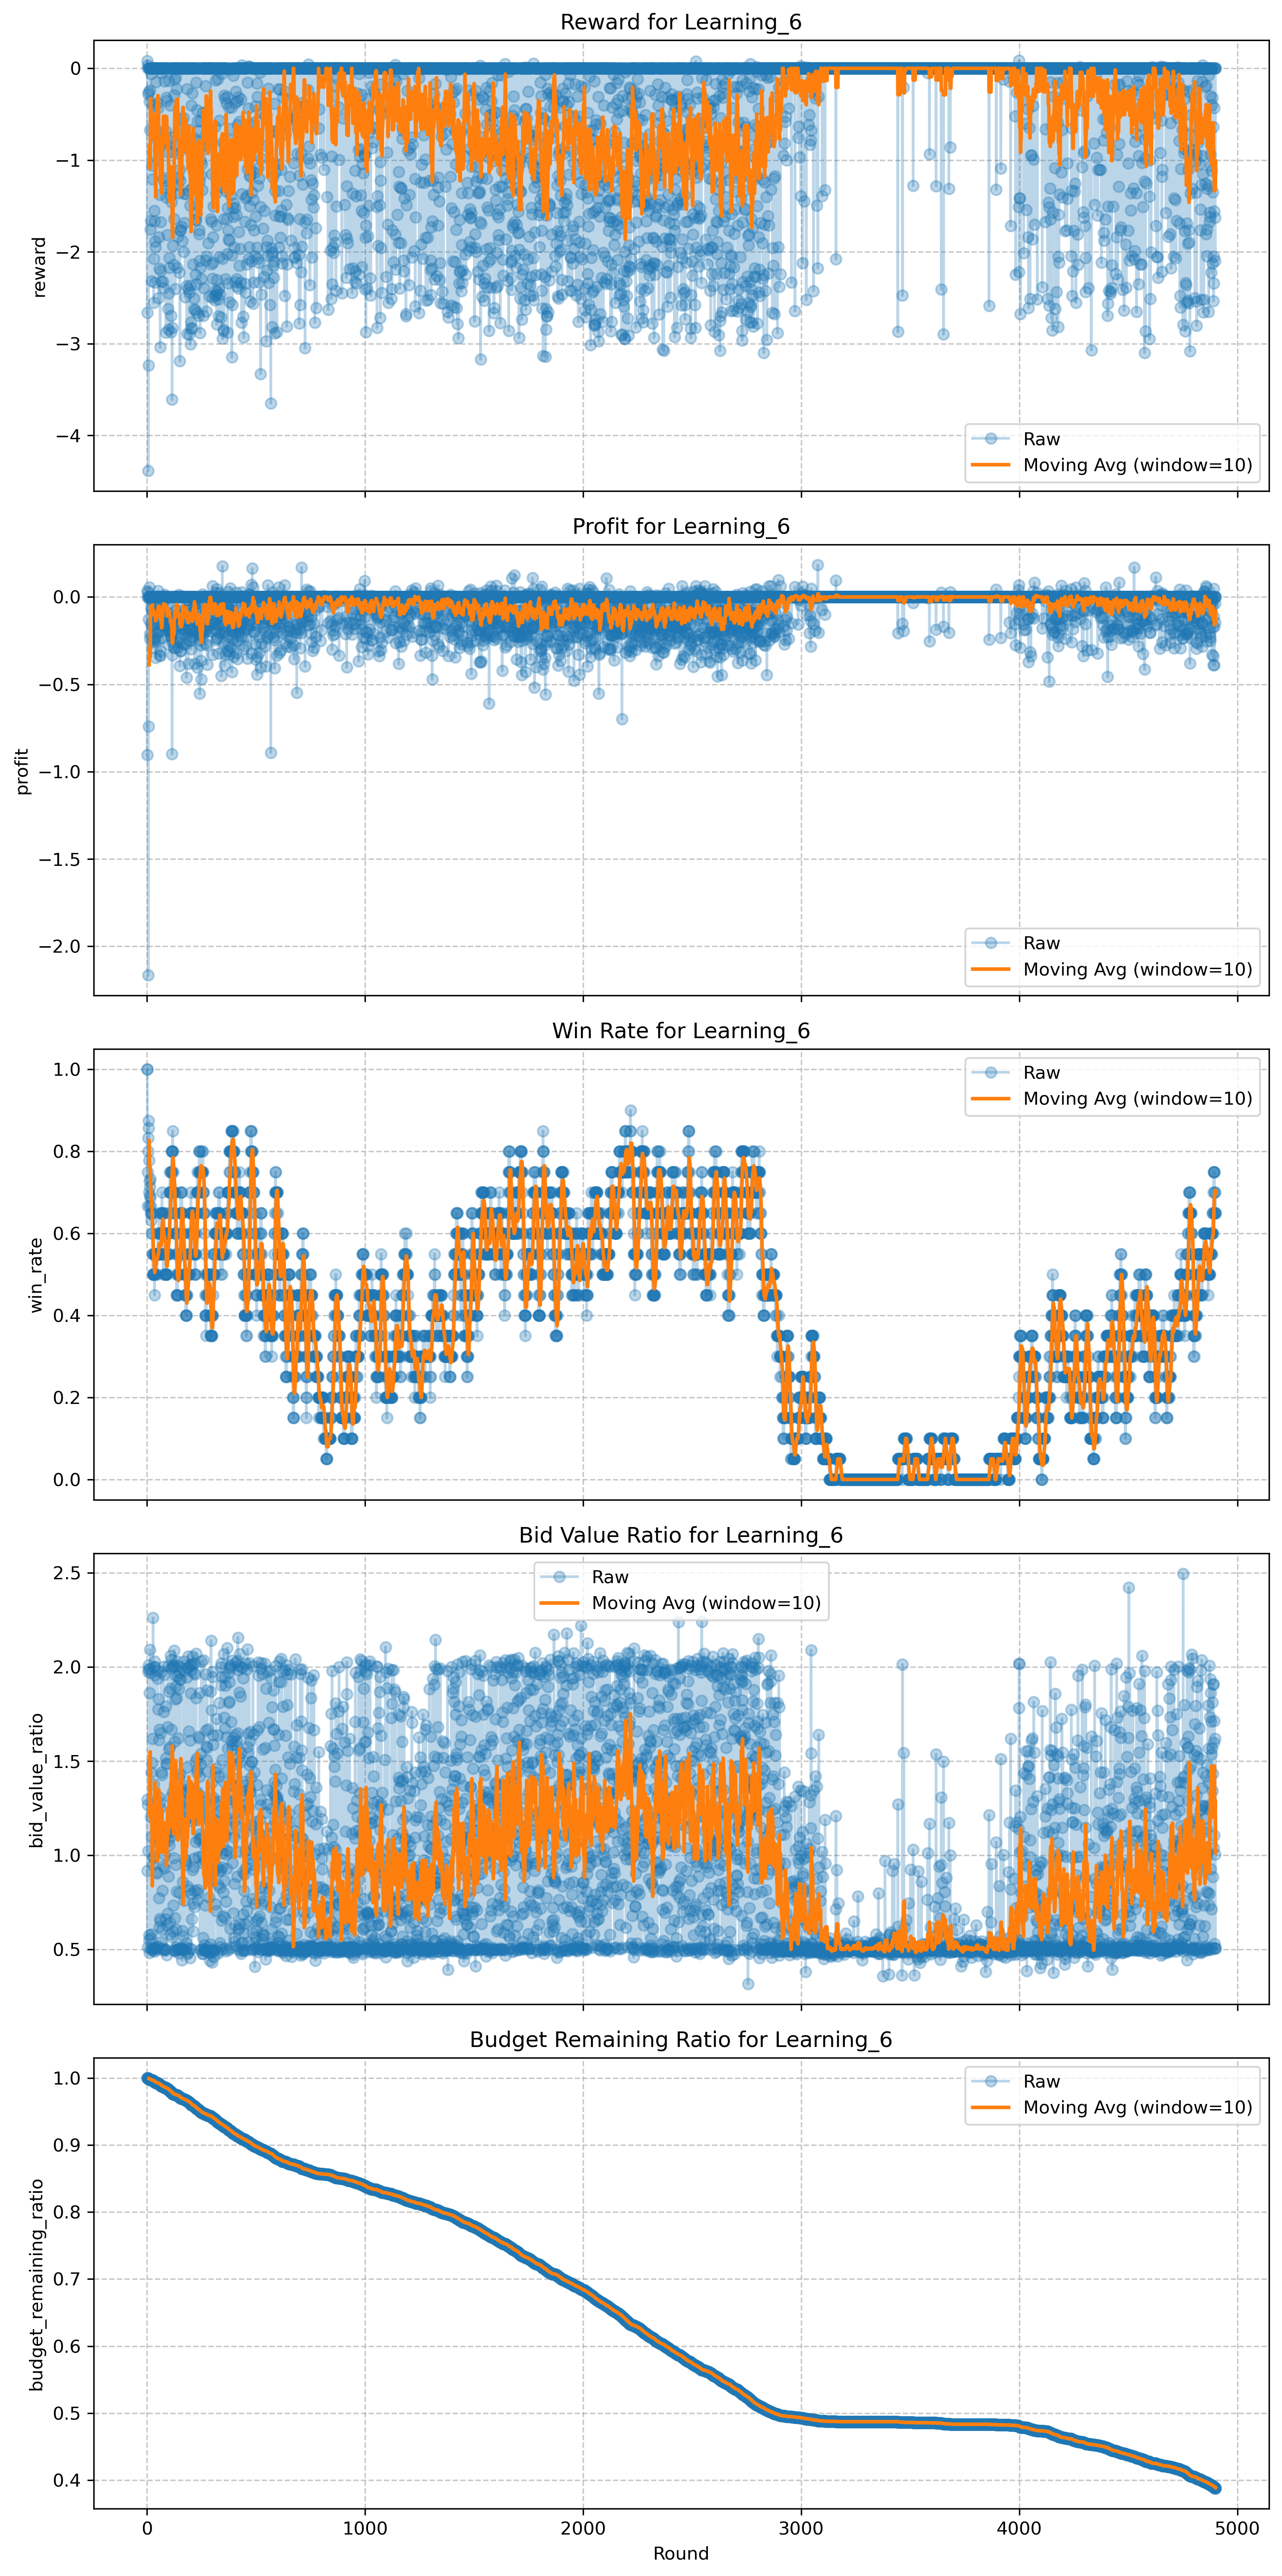 Reward for Learning_6
0
−1
−2
−3
−4
reward
Raw
Moving Avg (window=10)
Profit for Learning_6
0.0
−0.5
−1.0
−1.5
−2.0
profit
Raw
Moving Avg (window=10)
Win Rate for Learning_6
1.0
0.8
0.6
0.4
0.2
0.0
win_rate
Raw
Moving Avg (window=10)
Bid Value Ratio for Learning_6
2.5
2.0
1.5
1.0
0.5
bid_value_ratio
Raw
Moving Avg (window=10)
Budget Remaining Ratio for Learning_6
1.0
0.9
0.8
0.7
0.6
0.5
0.4
budget_remaining_ratio
Raw
Moving Avg (window=10)
0 1000 2000 3000 4000 5000
Round